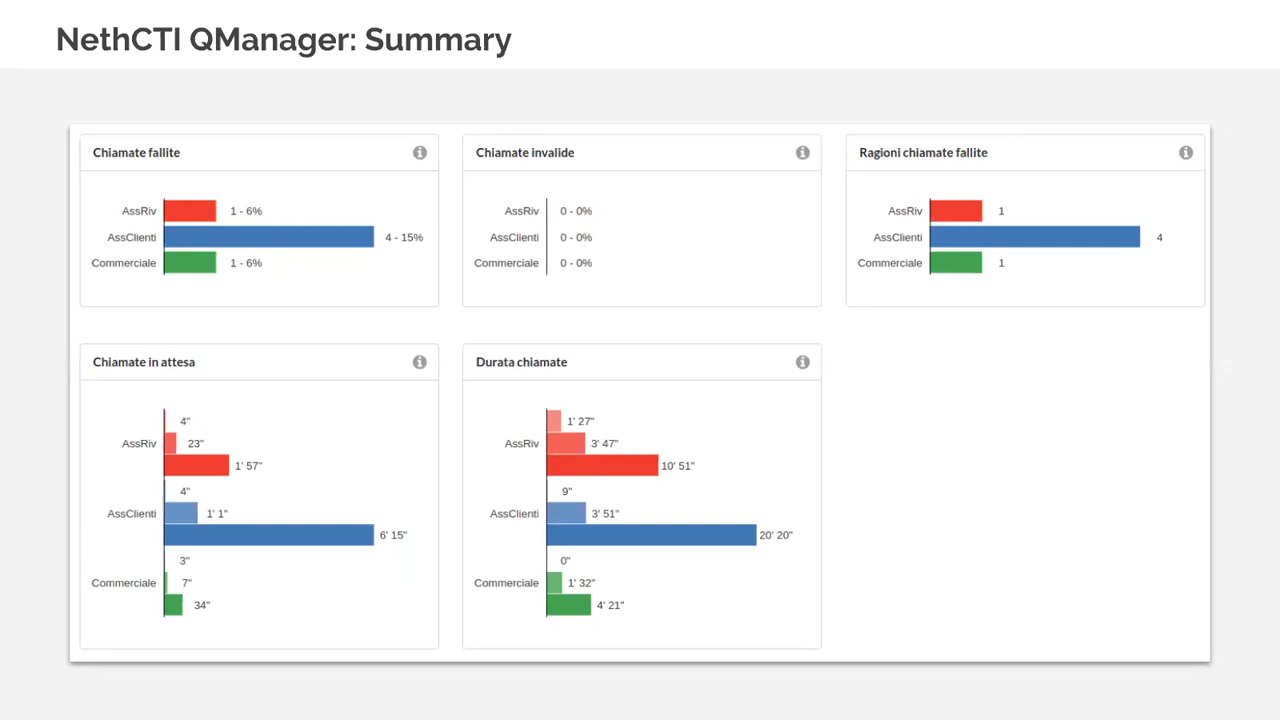 NethCTI QManager: Summary
Chiamate fallite
AssRiv 1 - 6%
AssClienti 4 - 15%
Commerciale 1 - 6%
Chiamate invalide
AssRiv 0 - 0%
AssClienti 0 - 0%
Commerciale 0 - 0%
Ragioni chiamate fallite
AssRiv 1
AssClienti 4
Commerciale 1
Chiamate in attesa
4"
AssRiv 23"
1' 57"
4"
AssClienti 1' 1"
6' 15"
3"
Commerciale 7"
34"
Durata chiamate
1' 27"
AssRiv 3' 47"
10' 51"
9"
AssClienti 3' 51"
20' 20"
0"
Commerciale 1' 32"
4' 21"